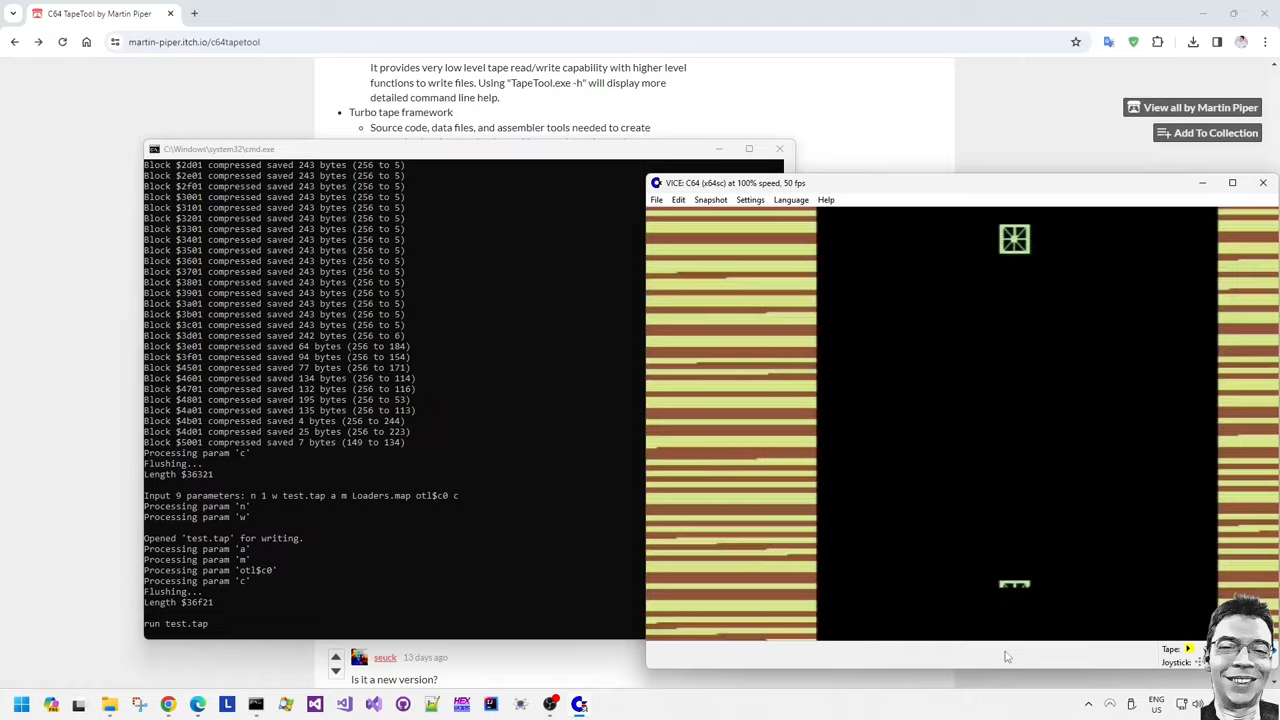 C64 TapeTool by Martin Piper
martin-piper.itch.io/c64tapetool
It provides very low level tape read/write capability with higher level
functions to write files. Using "TapeTool.exe -h" will display more
detailed command line help.
Turbo tape framework
Source code, data files, and assembler tools needed to create
View all by Martin Piper
Add To Collection
C:\Windows\system32\cmd.exe
Block $2d01 compressed saved 243 bytes (256 to 5)
Block $2e01 compressed saved 243 bytes (256 to 5)
Block $2f01 compressed saved 243 bytes (256 to 5)
Block $3001 compressed saved 243 bytes (256 to 5)
Block $3101 compressed saved 243 bytes (256 to 5)
Block $3201 compressed saved 243 bytes (256 to 5)
Block $3301 compressed saved 243 bytes (256 to 5)
Block $3401 compressed saved 243 bytes (256 to 5)
Block $3501 compressed saved 243 bytes (256 to 5)
Block $3601 compressed saved 243 bytes (256 to 5)
Block $3701 compressed saved 243 bytes (256 to 5)
Block $3801 compressed saved 243 bytes (256 to 5)
Block $3901 compressed saved 243 bytes (256 to 5)
Block $3a01 compressed saved 243 bytes (256 to 5)
Block $3b01 compressed saved 243 bytes (256 to 5)
Block $3c01 compressed saved 243 bytes (256 to 5)
Block $3d01 compressed saved 242 bytes (256 to 6)
Block $3e01 compressed saved 64 bytes (256 to 184)
Block $3f01 compressed saved 94 bytes (256 to 154)
Block $4501 compressed saved 77 bytes (256 to 171)
Block $4601 compressed saved 134 bytes (256 to 114)
Block $4701 compressed saved 132 bytes (256 to 116)
Block $4801 compressed saved 195 bytes (256 to 53)
Block $4a01 compressed saved 135 bytes (256 to 113)
Block $4b01 compressed saved 4 bytes (256 to 244)
Block $4d01 compressed saved 25 bytes (256 to 223)
Block $5001 compressed saved 7 bytes (149 to 134)
Processing param 'c'
Flushing...
Length $36321
Input 9 parameters: n 1 w test.tap a m Loaders.map otl$c0 c
Processing param 'n'
Processing param 'w'
Opened 'test.tap' for writing.
Processing param 'a'
Processing param 'm'
Processing param 'otl$c0'
Processing param 'c'
Flushing...
Length $36f21
run test.tap
VICE: C64 (x64sc) at 100% speed, 50 fps
File Edit Snapshot Settings Language Help
Tape:
Joystick:
seuck 13 days ago
Is it a new version?
L
HEX
ENG
US
7:59 PM